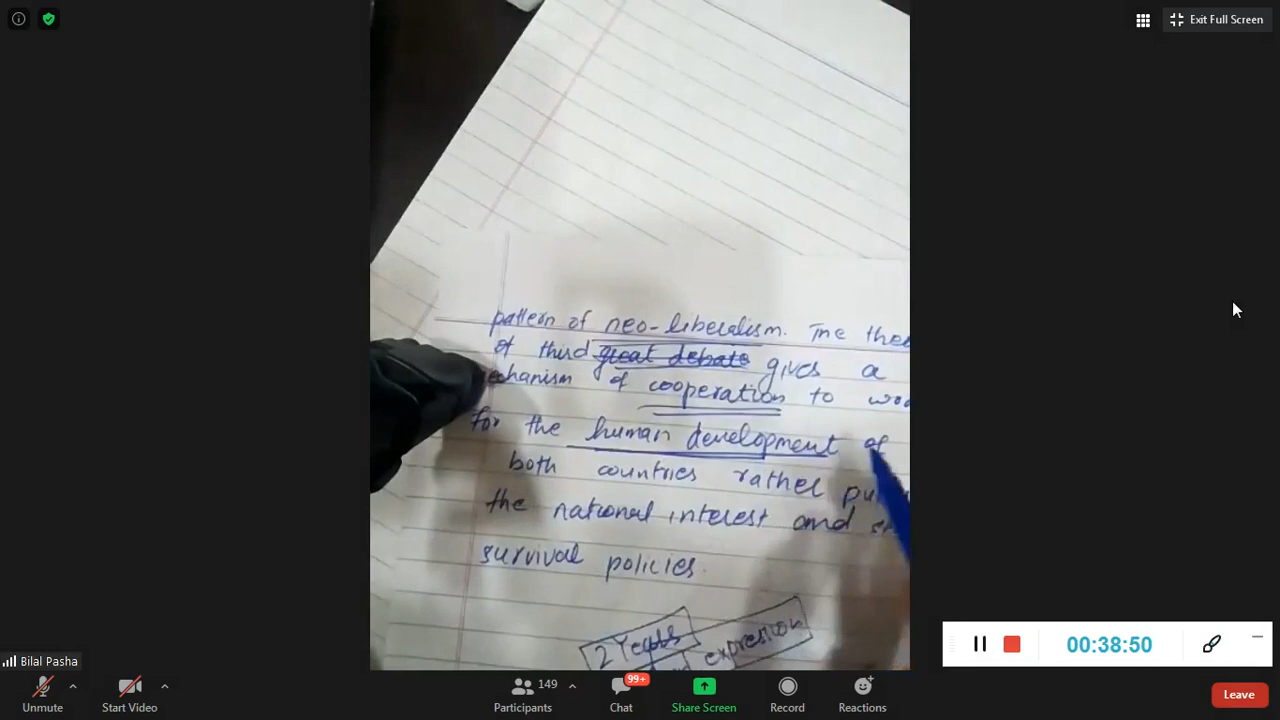 Exit Full Screen
pattern of neo-liberalism. The
of third great debate gives a
of cooperation to
for the human development of
both countries rather
the national interest and
survival policies.
2 Years
expression
00:38:50
Bilal Pasha
149
99+
Unmute
Start Video
Participants
Chat
Share Screen
Record
Reactions
Leave